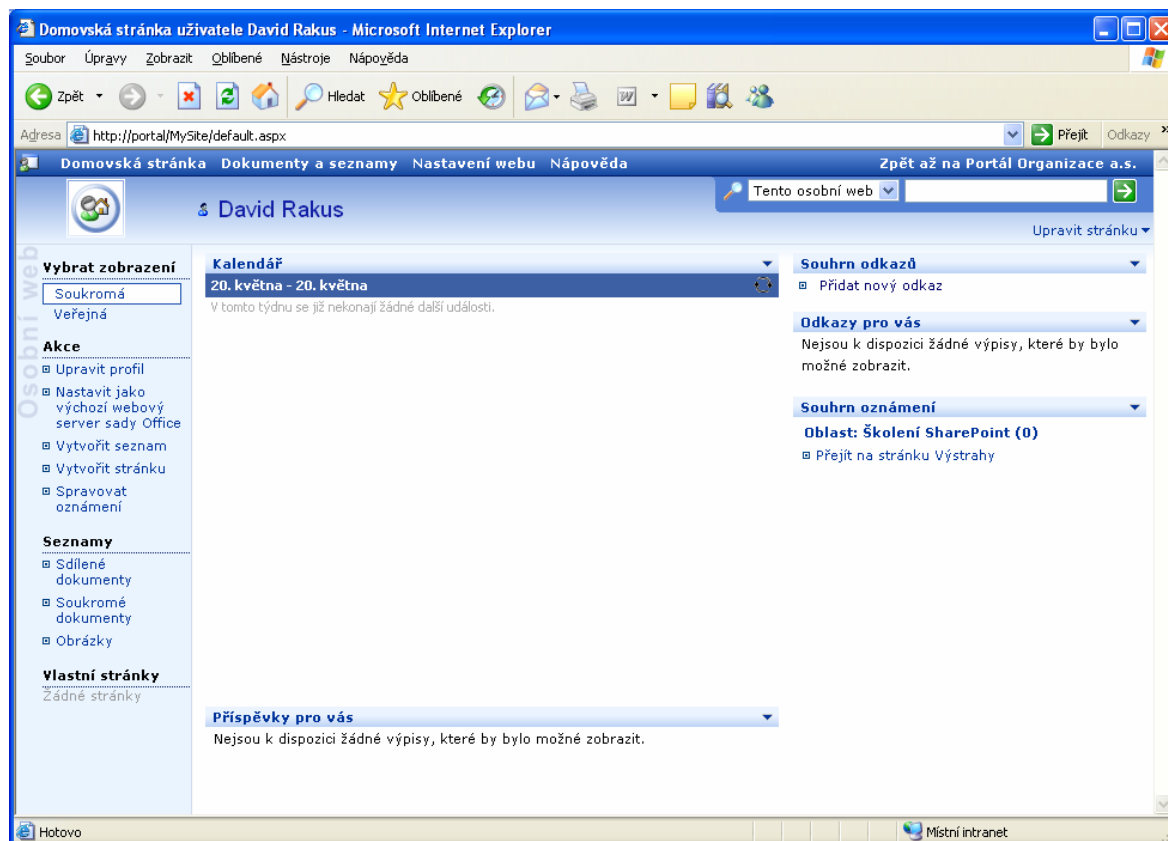 Domovská stránka uživatele David Rakus - Microsoft Internet Explorer
Soubor Úpravy Zobrazit Oblíbené Nástroje Nápověda
Zpět Hledat Oblíbené
Adresa http://portal/MySite/default.aspx Přejít Odkazy
Domovská stránka Dokumenty a seznamy Nastavení webu Nápověda Zpět až na Portál Organizace a.s.
Tento osobní web
David Rakus
Upravit stránku
Osobní web
Vybrat zobrazení
Soukromá
Veřejná
Akce
Upravit profil
Nastavit jako
výchozí webový
server sady Office
Vytvořit seznam
Vytvořit stránku
Spravovat
oznámení
Seznamy
Sdílené
dokumenty
Soukromé
dokumenty
Obrázky
Vlastní stránky
Žádné stránky
Kalendář
20. května - 20. května
V tomto týdnu se již nekonají žádné další události.
Příspěvky pro vás
Nejsou k dispozici žádné výpisy, které by bylo možné zobrazit.
Souhrn odkazů
Přidat nový odkaz
Odkazy pro vás
Nejsou k dispozici žádné výpisy, které by bylo
možné zobrazit.
Souhrn oznámení
Oblast: Školení SharePoint (0)
Přejít na stránku Výstrahy
Hotovo Místní intranet